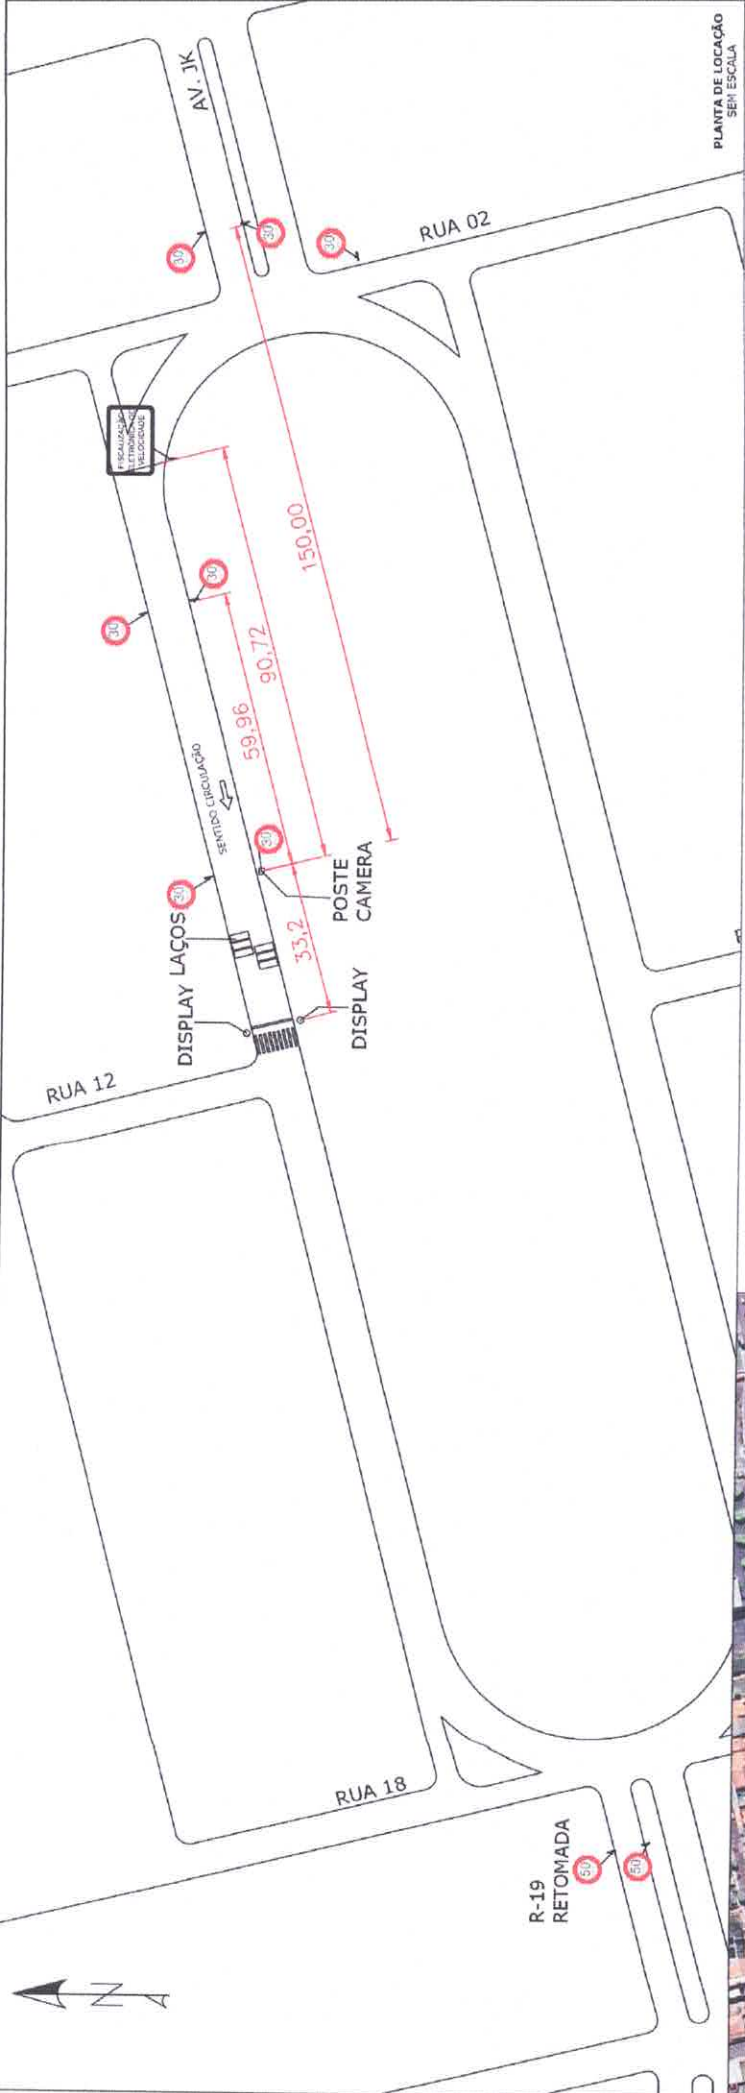 AV. JK
30
30
30
RUA 02
FISCALIZAÇÃO
ELETRÔNICA DE
VELOCIDADE
30
30
150,00
90,72
59,96
SENTIDO CIRCULAÇÃO
30
30
POSTE
CAMERA
33,2
LAÇOS
DISPLAY
DISPLAY
RUA 12
RUA 18
R-19
RETOMADA
50
50
N
PLANTA DE LOCAÇÃO
SEM ESCALA